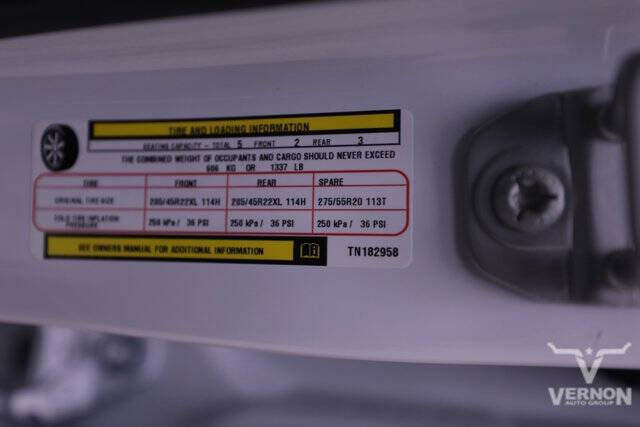 TIRE AND LOADING INFORMATION
SEATING CAPACITY - TOTAL 5 FRONT 2 REAR 3
THE COMBINED WEIGHT OF OCCUPANTS AND CARGO SHOULD NEVER EXCEED
606 KG OR 1337 LB
TIRE FRONT REAR SPARE
ORIGINAL TIRE SIZE 285/45R22XL 114H 285/45R22XL 114H 275/55R20 113T
COLD TIRE INFLATION PRESSURE 250 kPa / 36 PSI 250 kPa / 36 PSI 250 kPa / 36 PSI
SEE OWNERS MANUAL FOR ADDITIONAL INFORMATION
TN182958
VERNON
AUTO GROUP